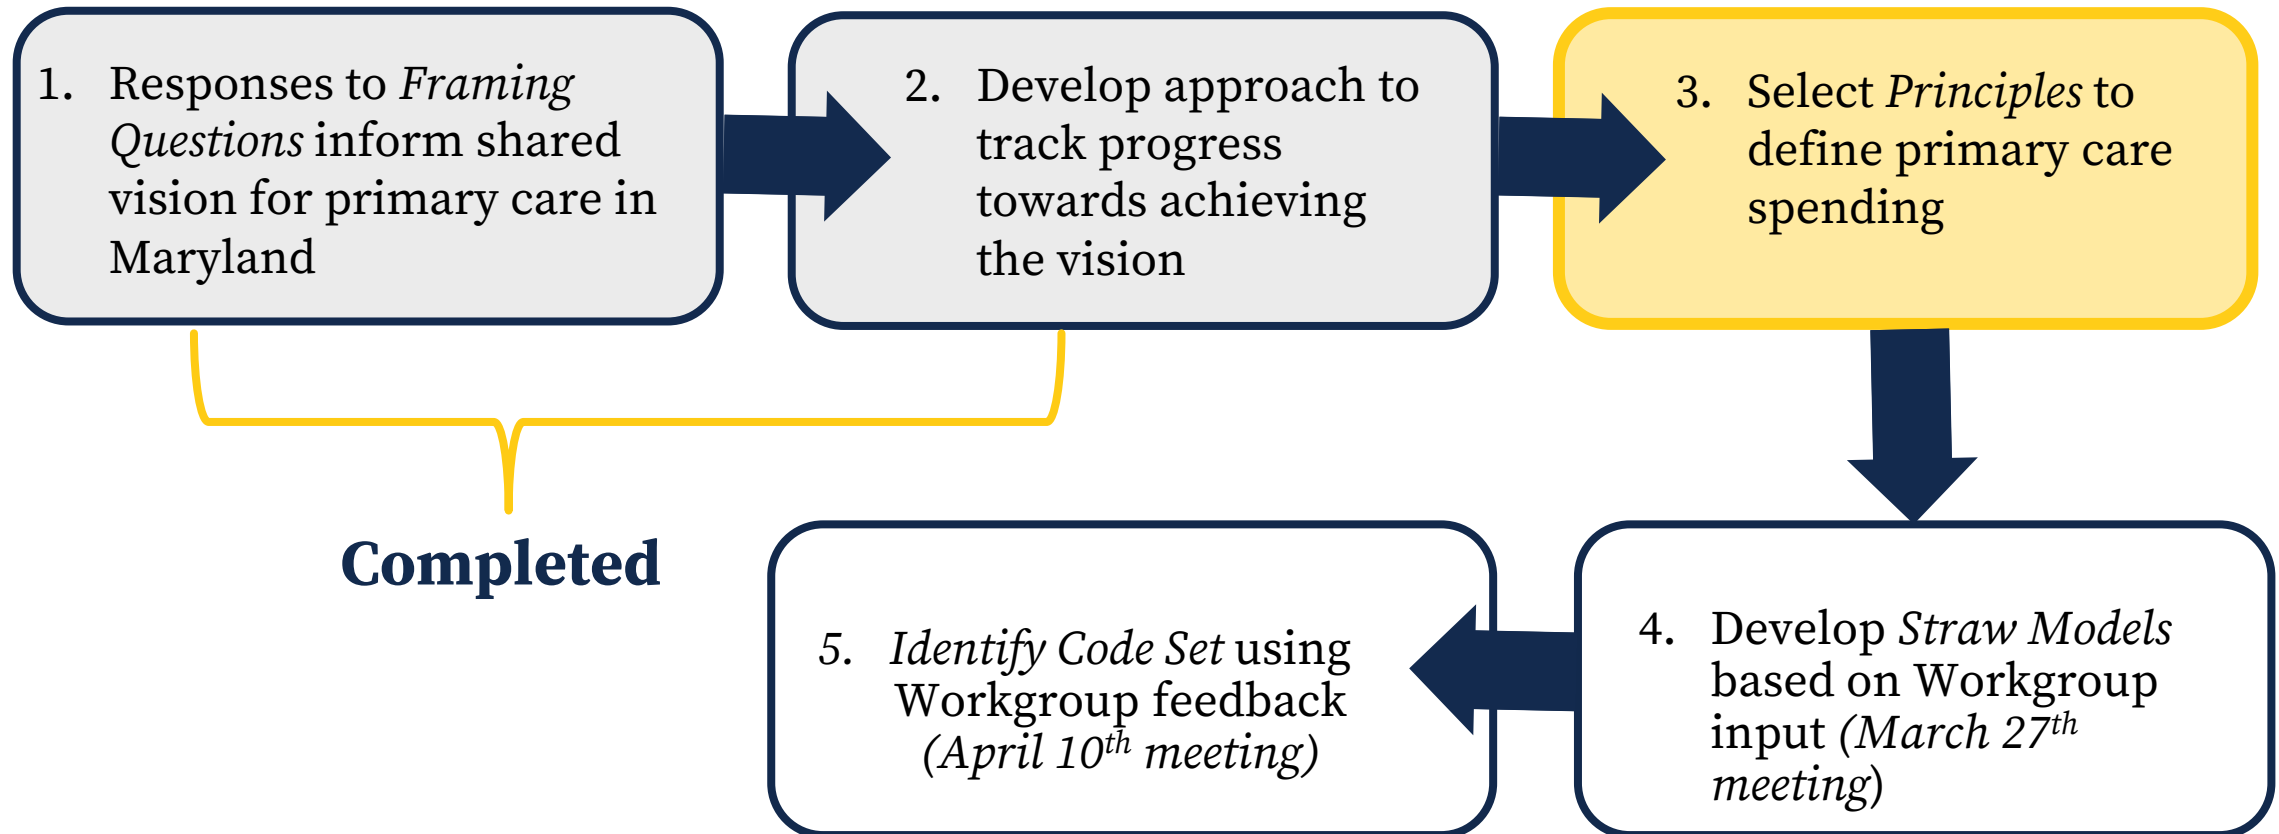 1. Responses to Framing
Questions inform shared
vision for primary care in
Maryland
2. Develop approach to
track progress
towards achieving
the vision
3. Select Principles to
define primary care
spending
Completed
4. Develop Straw Models
based on Workgroup
input (March 27th
meeting)
5. Identify Code Set using
Workgroup feedback
(April 10th meeting)